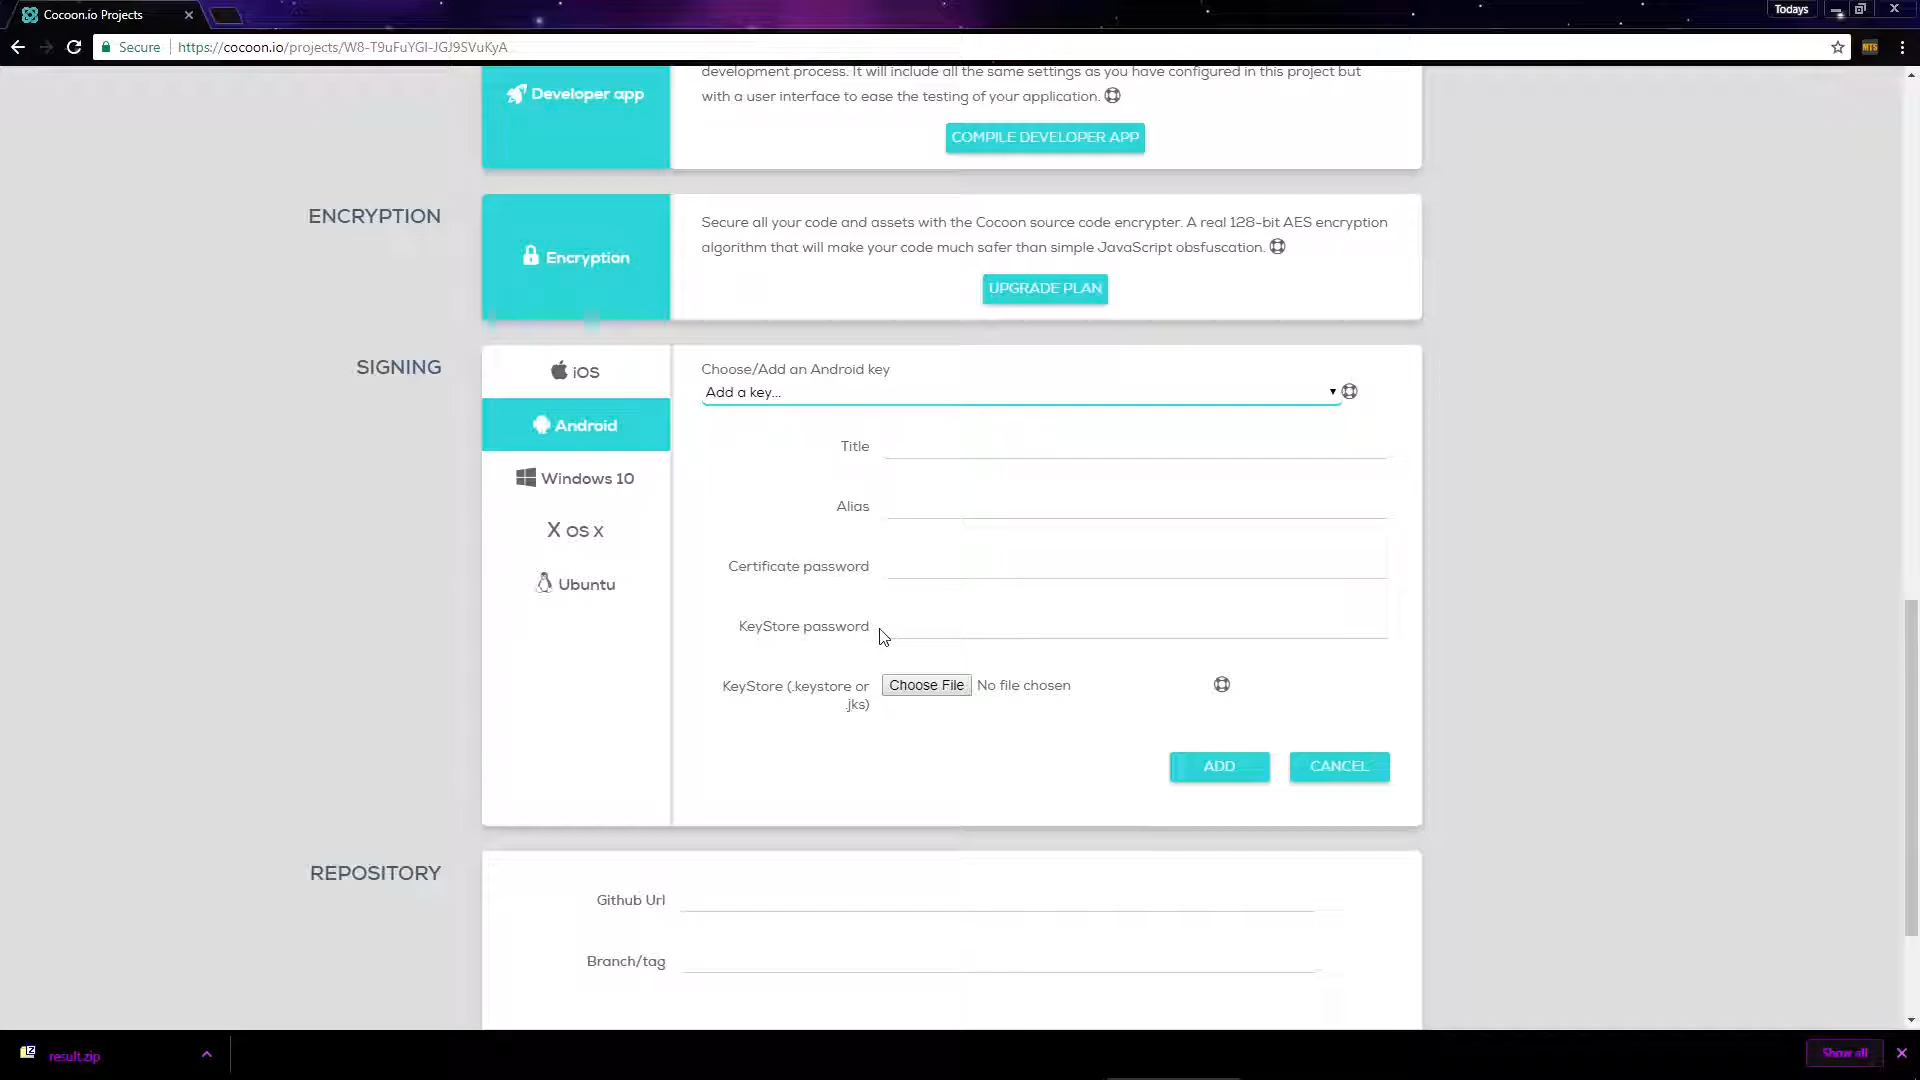 Cocoon.io Projects
Todays
Secure
https://cocoon.io/projects/W8-T9uFuYGI-JGJ9SVuKyA
MTS
Developer app
development process. It will include all the same settings as you have configured in this project but
with a user interface to ease the testing of your application.
COMPILE DEVELOPER APP
ENCRYPTION
Encryption
Secure all your code and assets with the Cocoon source code encrypter. A real 128-bit AES encryption
algorithm that will make your code much safer than simple JavaScript obsfuscation.
UPGRADE PLAN
SIGNING
iOS
Android
Windows 10
X OS X
Ubuntu
Choose/Add an Android key
Add a key...
Title
Alias
Certificate password
KeyStore password
KeyStore (.keystore or
.jks)
Choose File No file chosen
ADD
CANCEL
REPOSITORY
Github Url
Branch/tag
result.zip
Show all